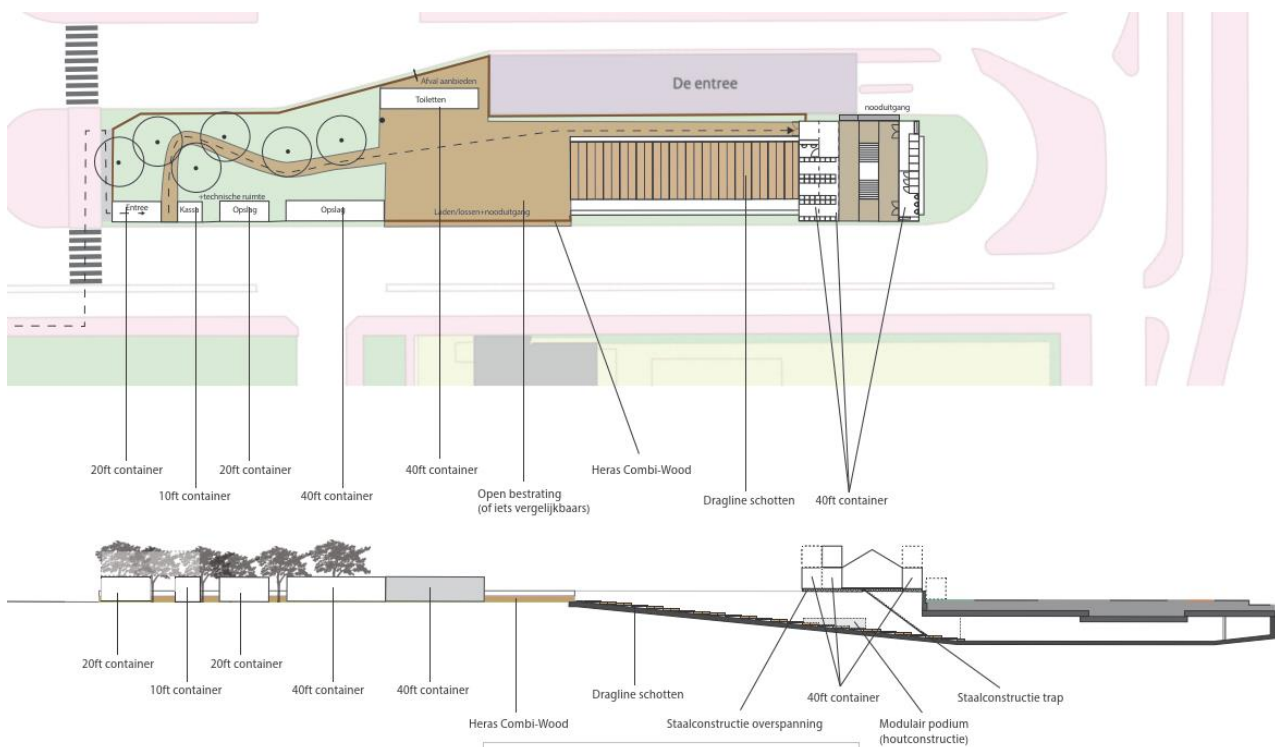 Afval aanbieden
De entree
Toiletten
nooduitgang
+technische ruimte
Entree
Kassa
Opslag
Opslag
Laden/lossen+nooduitgang
20ft container
20ft container
40ft container
Heras Combi-Wood
10ft container
40ft container
Open bestrating
(of iets vergelijkbaars)
Dragline schotten
40ft container
20ft container
20ft container
10ft container
40ft container
40ft container
Dragline schotten
40ft container
Staalconstructie trap
Heras Combi-Wood
Staalconstructie overspanning
Modulair podium
(houtconstructie)